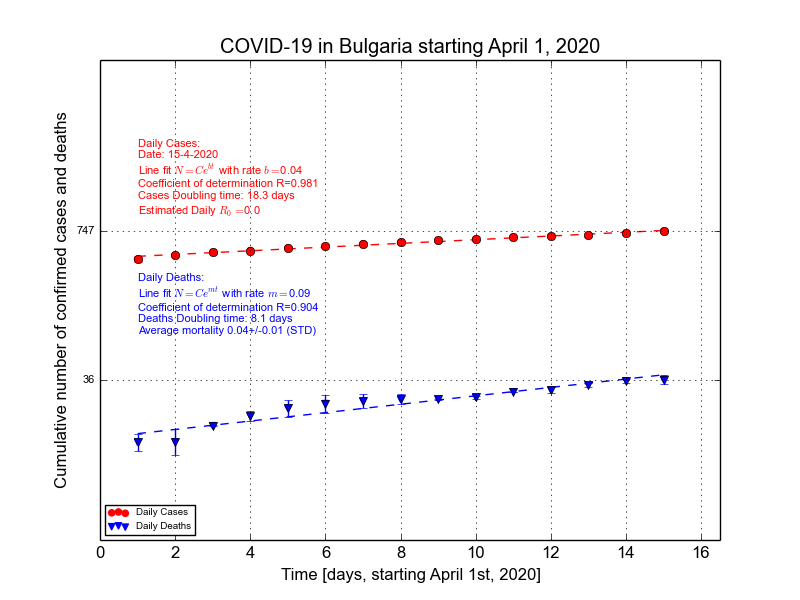 COVID-19 in Bulgaria starting April 1, 2020
Cumulative number of confirmed cases and deaths
747
36
Daily Cases:
Date: 15-4-2020
Line fit N=Ce^{bt} with rate b=0.04
Coefficient of determination R=0.981
Cases Doubling time: 18.3 days
Estimated Daily R_0 =0.0
Daily Deaths:
Line fit N=Ce^{mt} with rate m=0.09
Coefficient of determination R=0.904
Deaths Doubling time: 8.1 days
Average mortality 0.04+/-0.01 (STD)
Daily Cases
Daily Deaths
0 2 4 6 8 10 12 14 16
Time [days, starting April 1st, 2020]